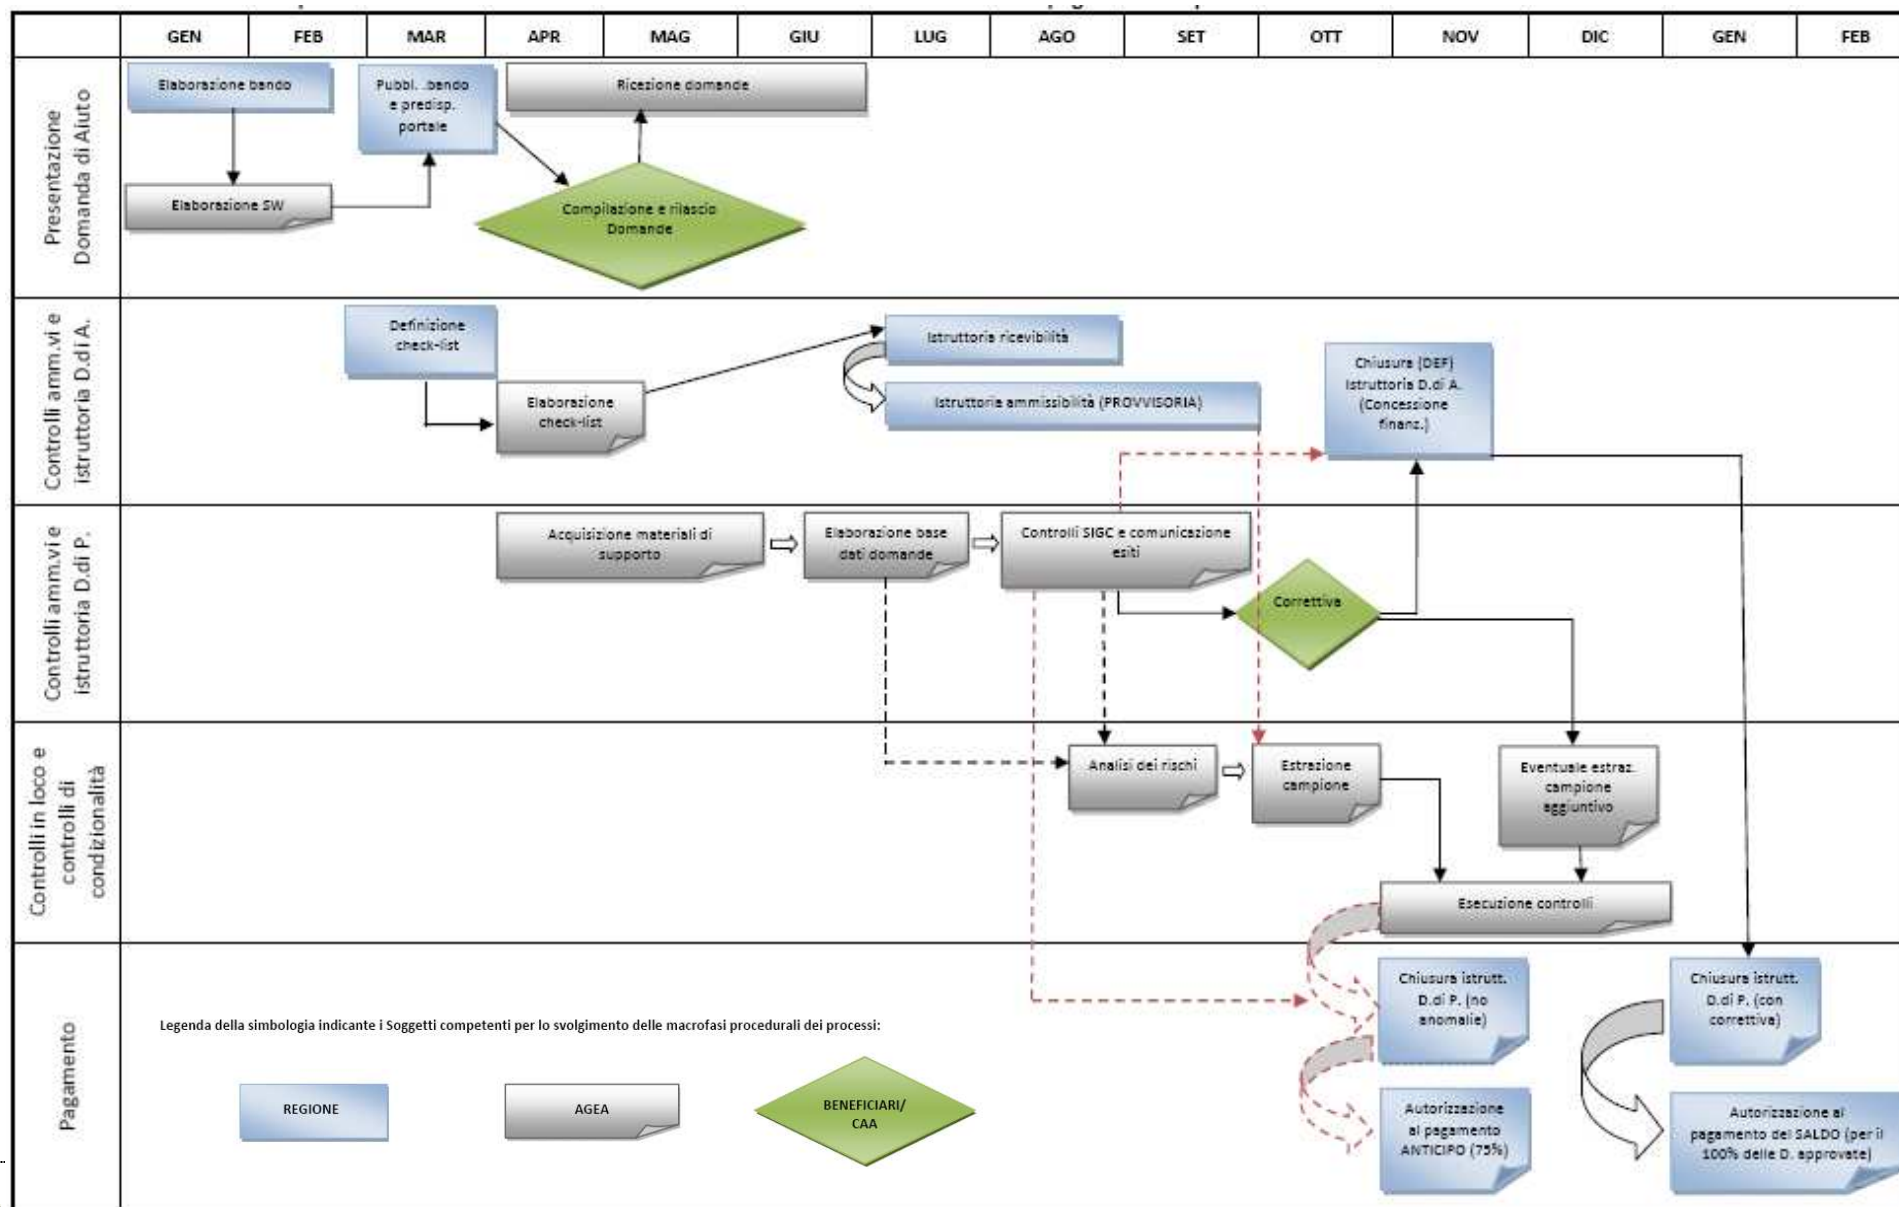 GEN FEB MAR APR MAG GIU LUG AGO SET OTT NOV DIC GEN FEB
Presentazione
Domanda di Aiuto
Elaborazione bando
Pubbl. .bando
e predisp.
portale
Ricezione domande
Elaborazione SW
Compilazione e rilascio
Domande
Controlli amm.vi e
istruttoria D.di A.
Definizione
check-list
Elaborazione
check-list
Istruttoria ricevibilità
Istruttoria ammissibilità (PROVVISORIA)
Chiusura (DEF)
Istruttoria D.di A.
(Concessione
finanz.)
Controlli amm.vi e
istruttoria D.di P.
Acquisizione materiali di
supporto
Elaborazione base
dati domande
Controlli SIGC e comunicazione
esiti
Correttiva
Controlli in loco e
controlli di
condizionalità
Analisi dei rischi
Estrazione
campione
Eventuale estraz.
campione
aggiuntivo
Esecuzione controlli
Pagamento
Chiusura istrutt.
D.di P. (no
anomalie)
Chiusura istrutt.
D.di P. (con
correttiva)
Autorizzazione
al pagamento
ANTICIPO (75%)
Autorizzazione al
pagamento del SALDO (per il
100% delle D. approvate)
Legenda della simbologia indicante i Soggetti competenti per lo svolgimento delle macrofasi procedurali dei processi:
REGIONE
AGEA
BENEFICIARI/
CAA